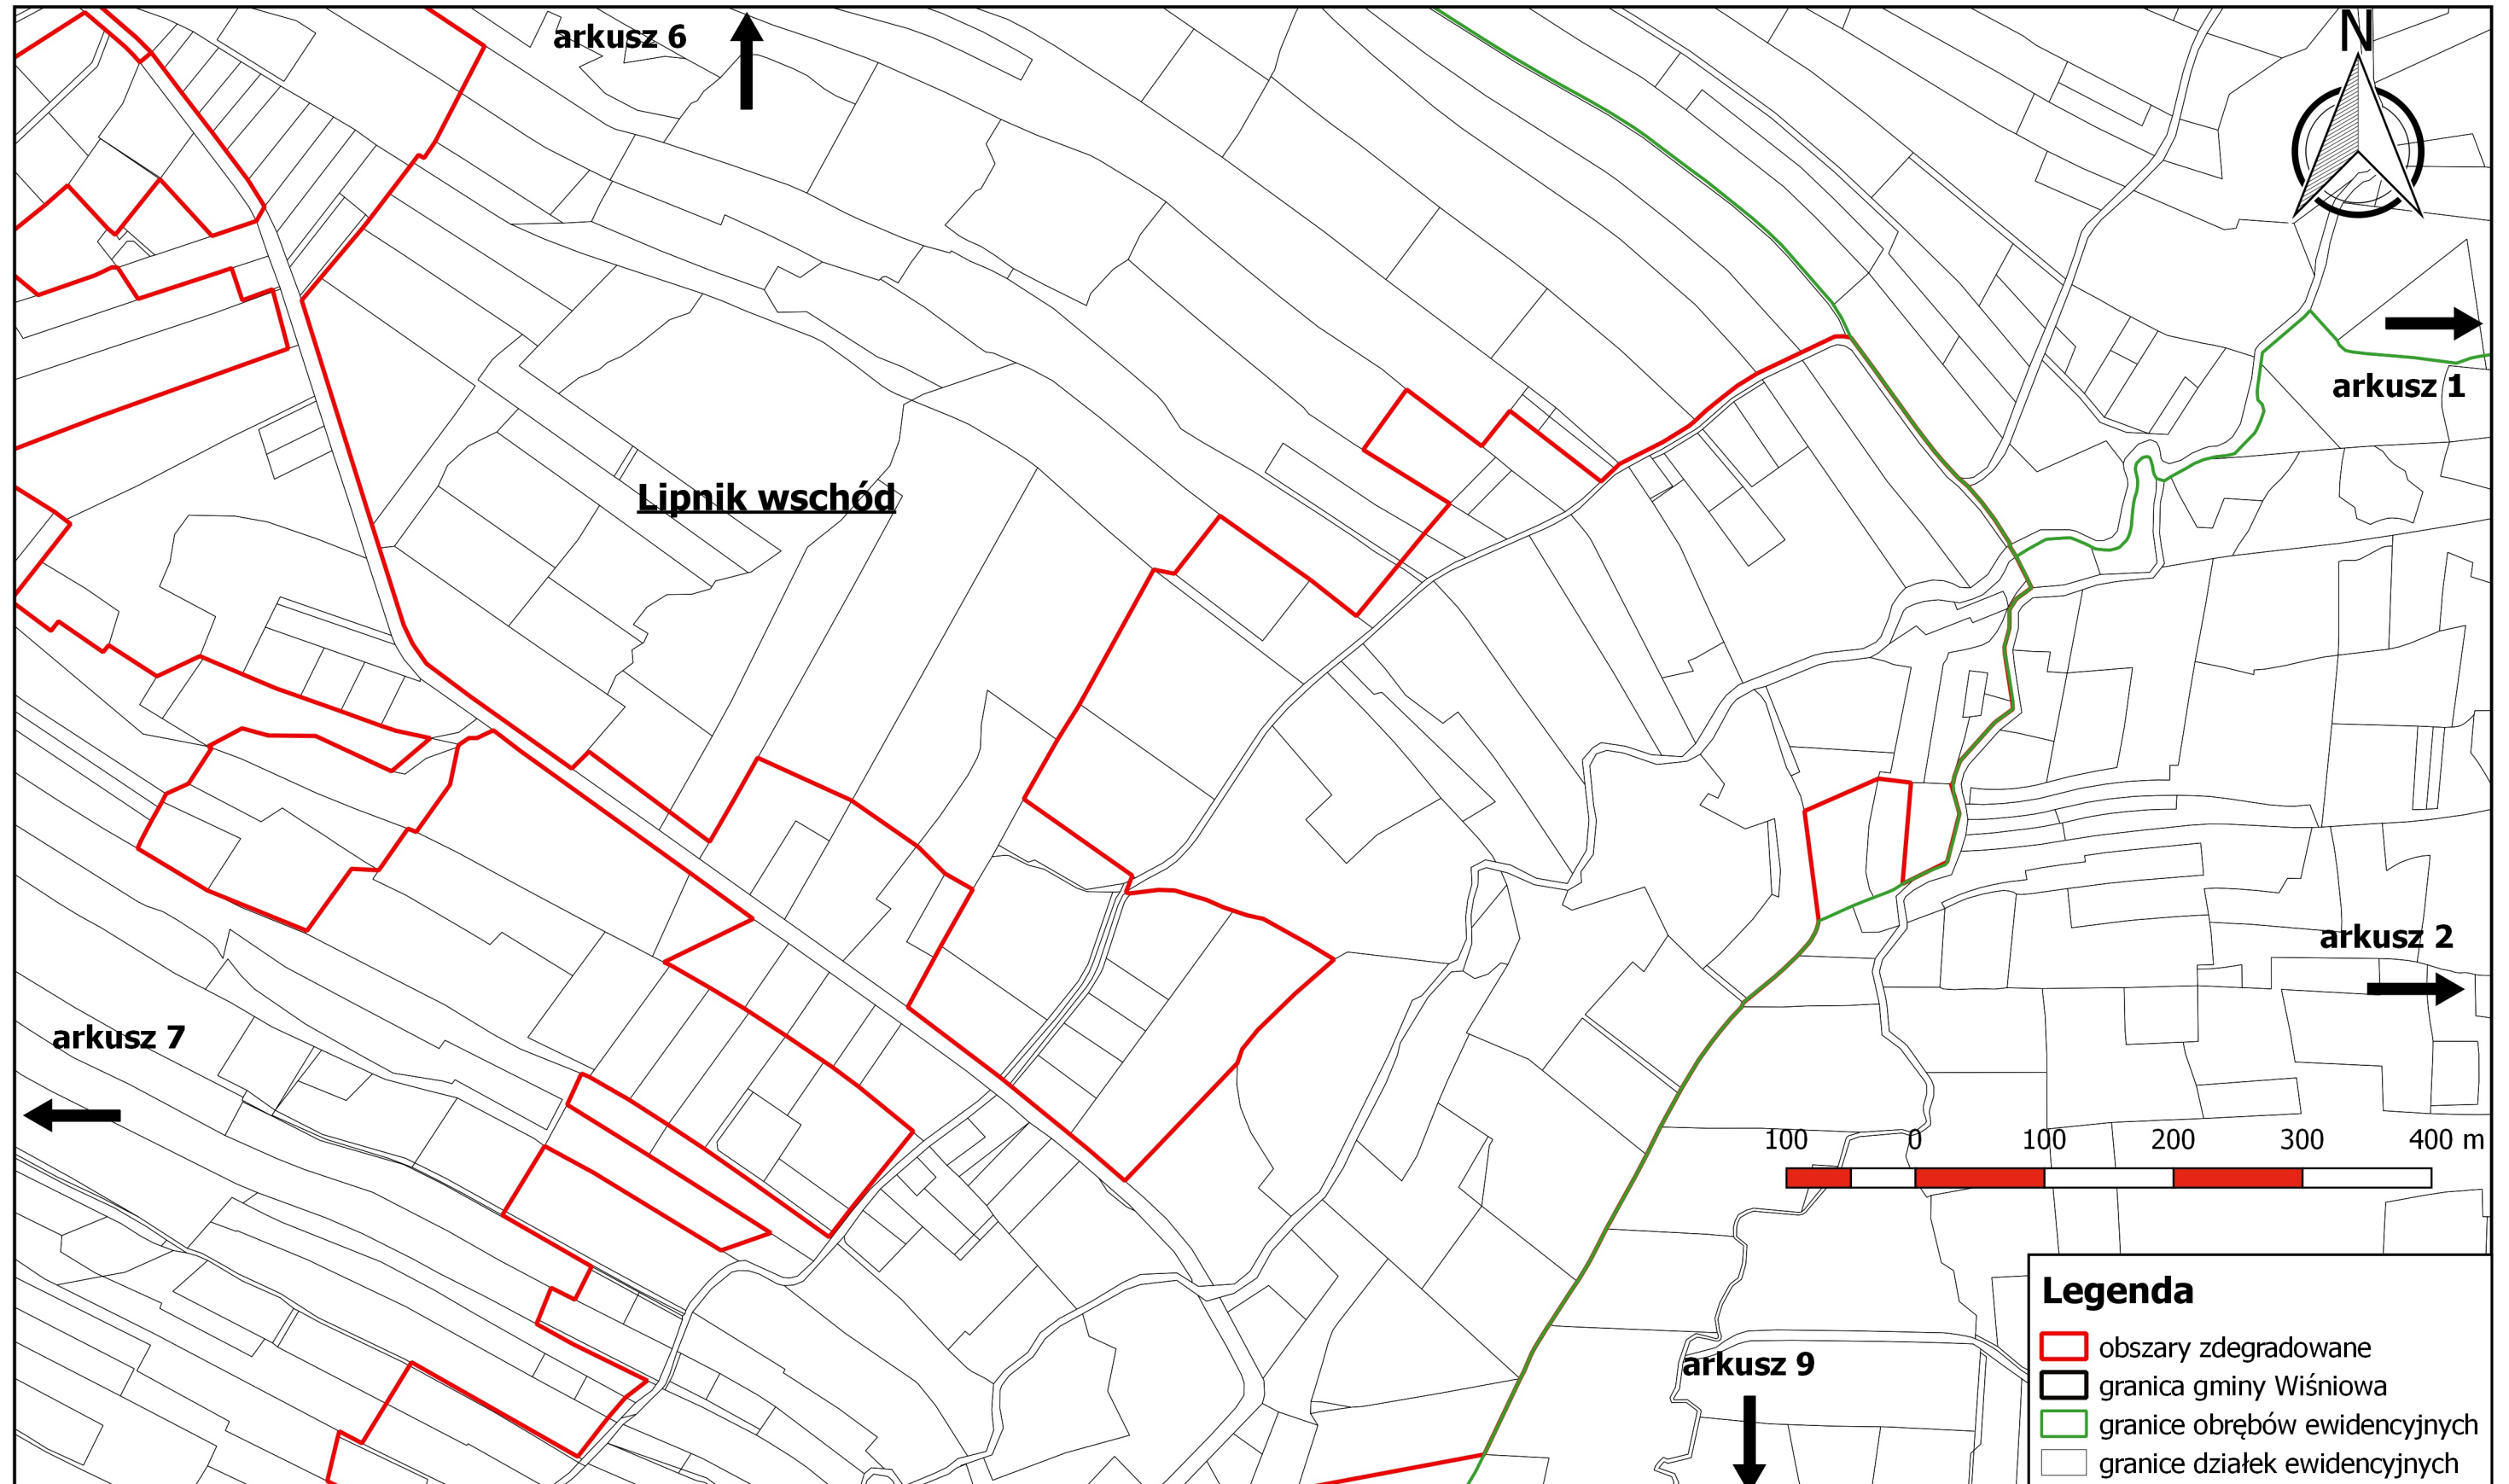 arkusz 6
N
arkusz 1
Lipnik wschód
arkusz 2
arkusz 7
100 0 100 200 300 400 m
arkusz 9
Legenda
obszary zdegradowane
granica gminy Wiśniowa
granice obrębów ewidencyjnych
granice działek ewidencyjnych